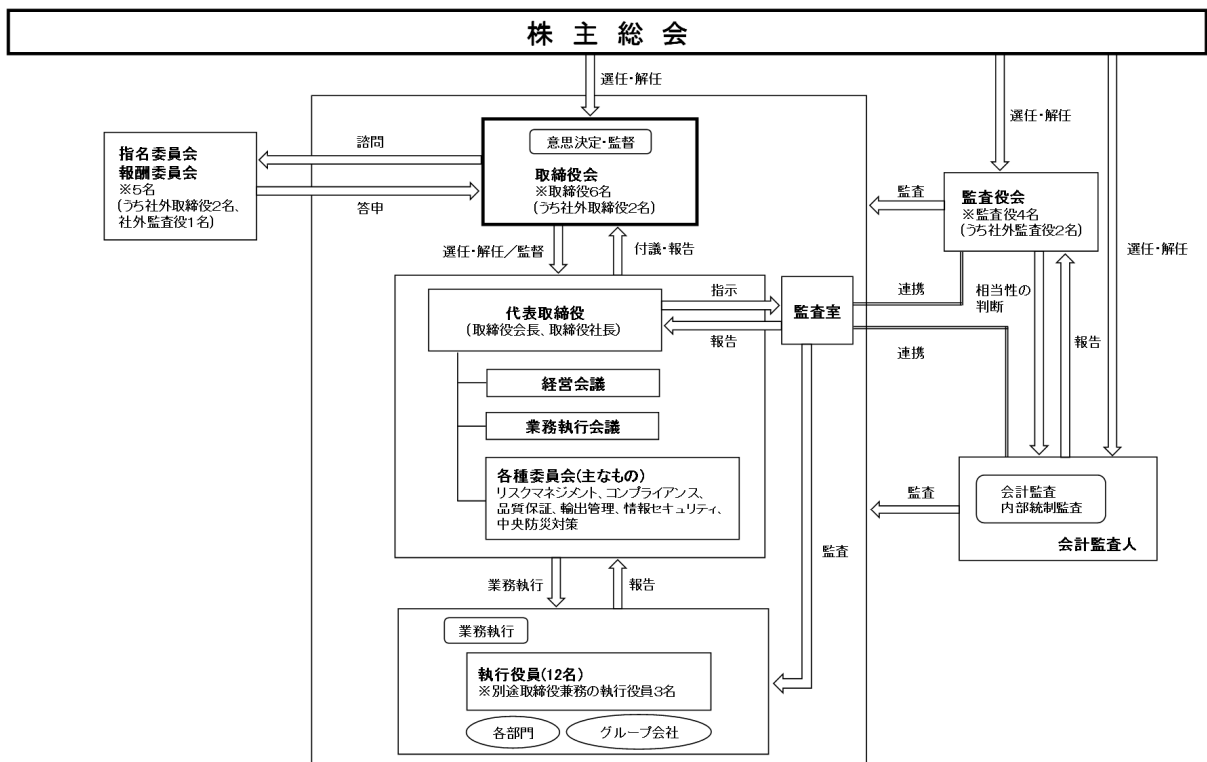 株 主 総 会
選任・解任
選任・解任
選任・解任
指名委員会
報酬委員会
※5名
(うち社外取締役2名、
社外監査役1名)
諮問
答申
意思決定・監督
取締役会
※取締役6名
(うち社外取締役2名)
監査
監査役会
※監査役4名
(うち社外監査役2名)
選任・解任／監督
付議・報告
代表取締役
(取締役会長、取締役社長)
指示
報告
監査室
連携
連携
相当性の
判断
報告
経営会議
業務執行会議
各種委員会(主なもの)
リスクマネジメント、コンプライアンス、
品質保証、輸出管理、情報セキュリティ、
中央防災対策
監査
会計監査
内部統制監査
会計監査人
業務執行
報告
監査
業務執行
執行役員(12名)
※別途取締役兼務の執行役員3名
各部門
グループ会社